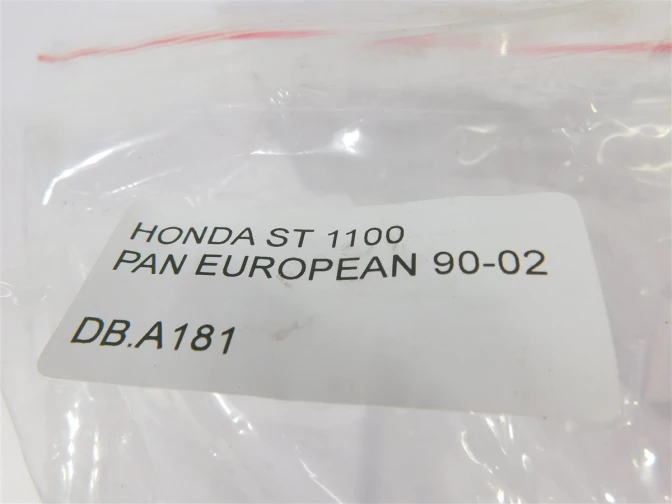 HONDA ST 1100
PAN EUROPEAN 90-02
DB.A181